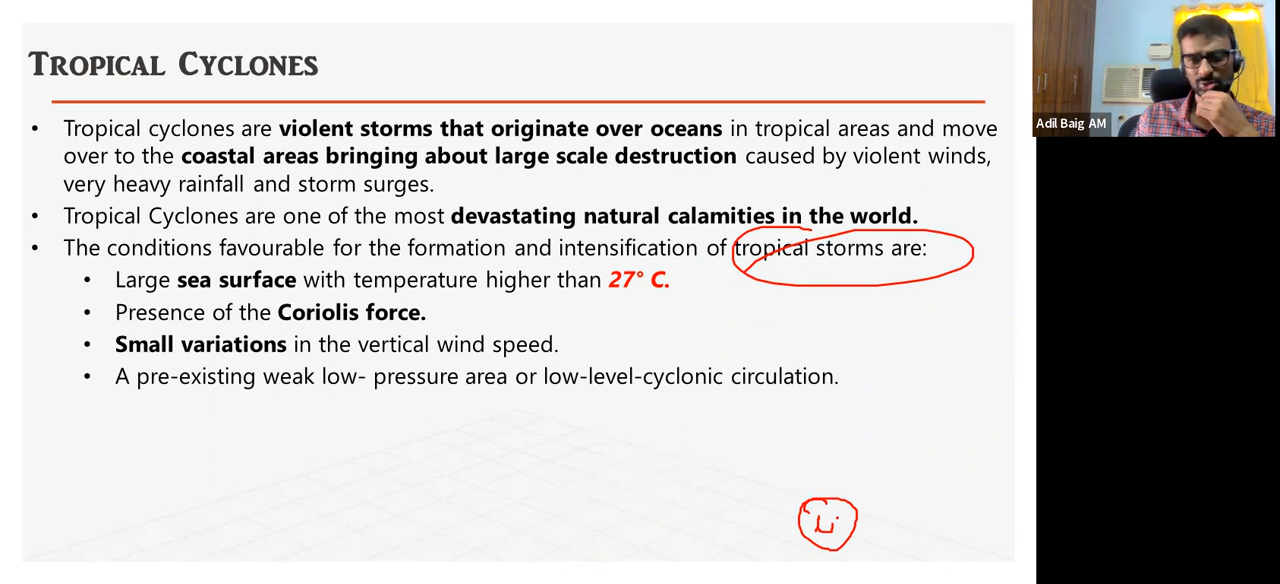 TROPICAL CYCLONES
• Tropical cyclones are violent storms that originate over oceans in tropical areas and move
over to the coastal areas bringing about large scale destruction caused by violent winds,
very heavy rainfall and storm surges.
• Tropical Cyclones are one of the most devastating natural calamities in the world.
• The conditions favourable for the formation and intensification of tropical storms are:
• Large sea surface with temperature higher than 27° C.
• Presence of the Coriolis force.
• Small variations in the vertical wind speed.
• A pre-existing weak low- pressure area or low-level-cyclonic circulation.
Adil Baig AM